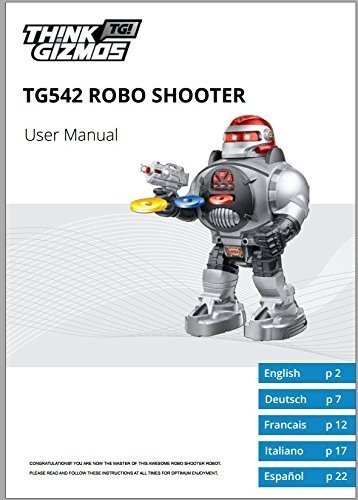 THINK TG!
GIZMOS
TG542 ROBO SHOOTER
User Manual
English p 2
Deutsch p 7
Francais p 12
Italiano p 17
Español p 22
CONGRATULATIONS! YOU ARE NOW THE MASTER OF THIS AWESOME ROBO SHOOTER ROBOT.
PLEASE READ AND FOLLOW THESE INSTRUCTIONS AT ALL TIMES FOR OPTIMUM ENJOYMENT.